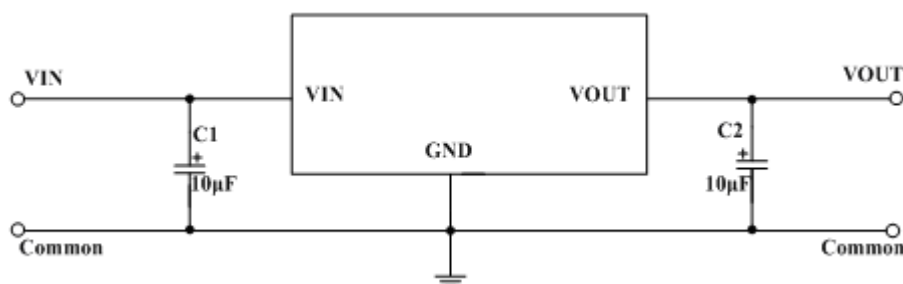 VIN
VOUT
VIN
VOUT
C1
C2
GND
10μF
10μF
Common
Common